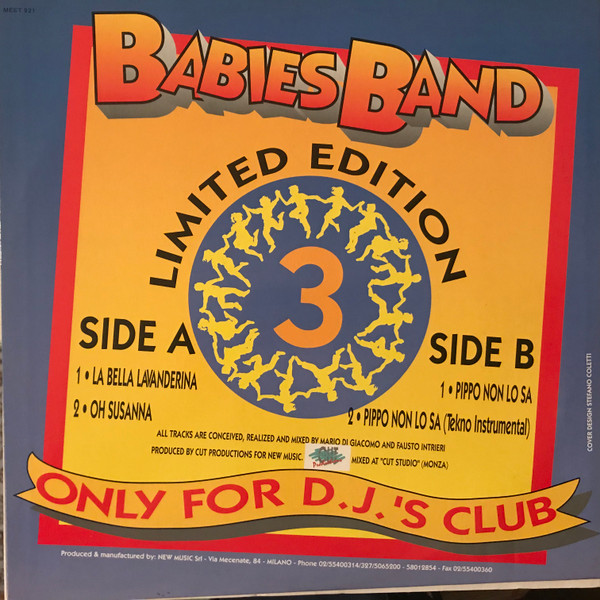 MEET 831
BABIES BAND
LIMITED EDITION
3
SIDE A
1 • LA BELLA LAVANDERINA
2 • OH SUSANNA
SIDE B
1 • PIPPO NON LO SA
2 • PIPPO NON LO SA (Tekno Instrumental)
ALL TRACKS ARE CONCEIVED, REALIZED AND MIXED BY MARIO DI GIACOMO AND FAUSTO INTRIERI
PRODUCED BY CUT PRODUCTIONS FOR NEW MUSIC. MIXED AT "CUT STUDIO" (MONZA)
ONLY FOR D.J.'S CLUB
Produced & manufactured by: NEW MUSIC Srl - Via Mecenate, 84 - MILANO - Phone 02/55400314/327/5065200 - 58012854 - Fax 02/55400360
COVER DESIGN STEFANO COLETTI